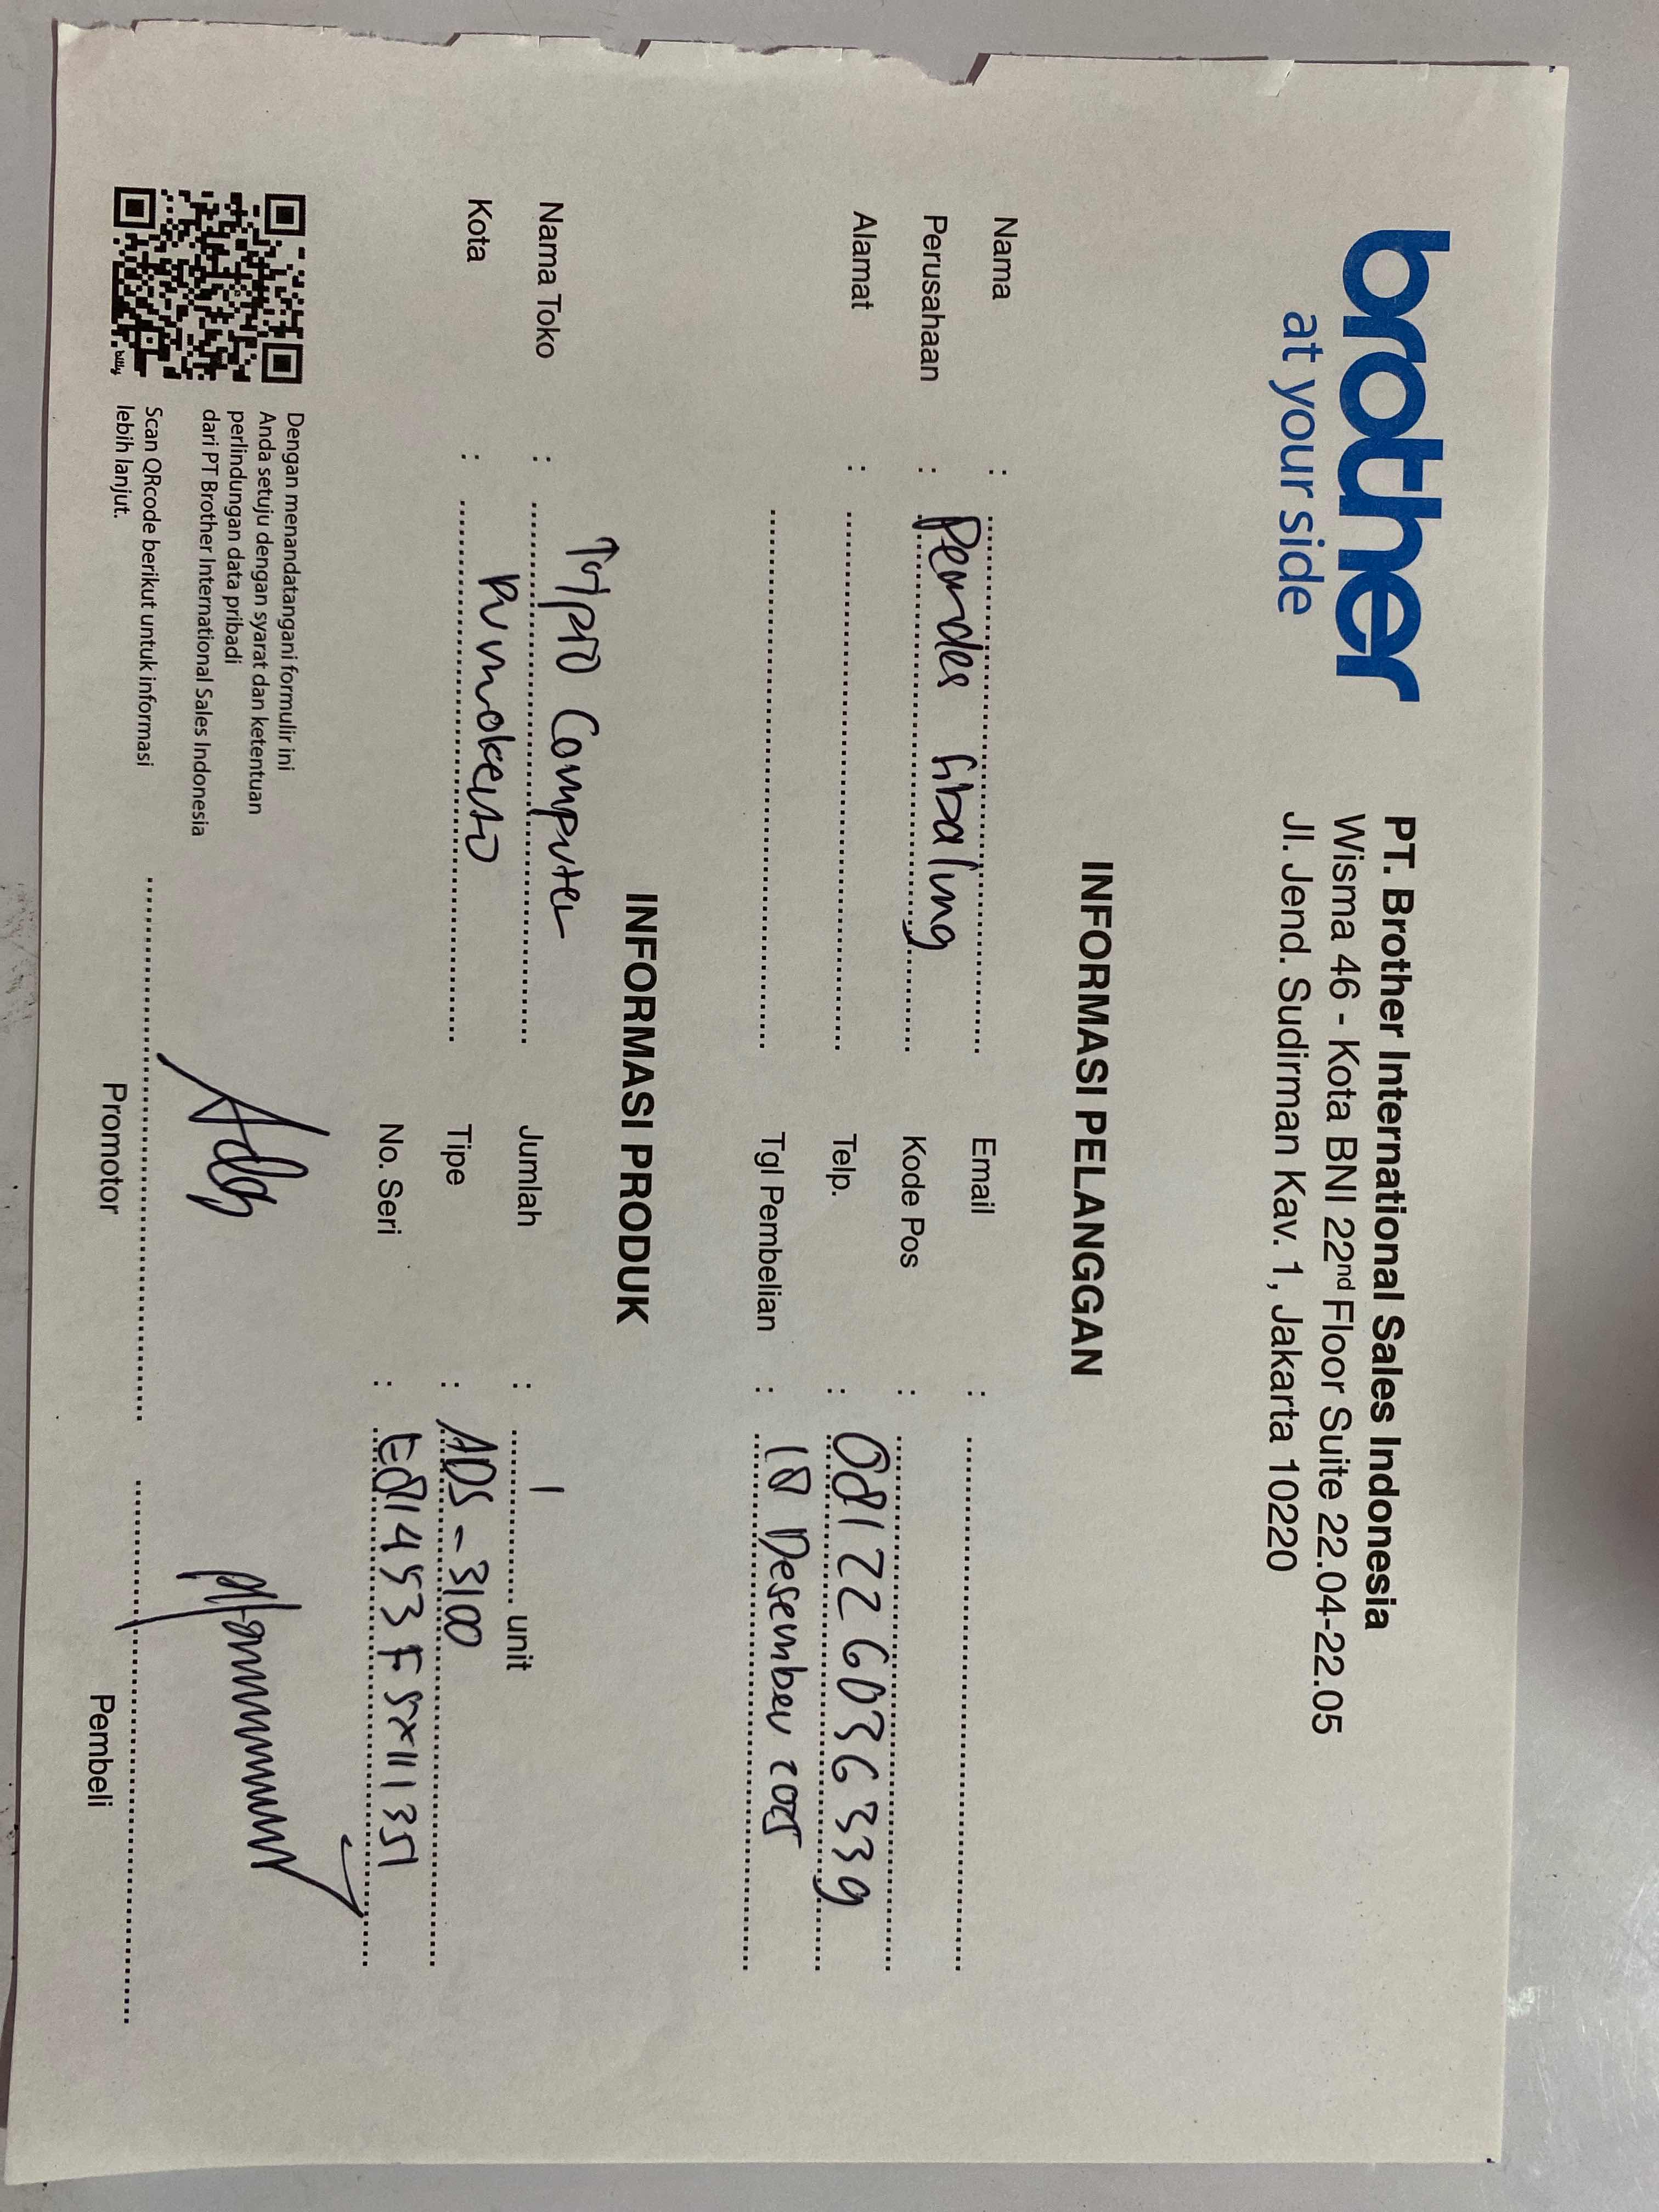 brother
at your side
PT. Brother International Sales Indonesia
Wisma 46 - Kota BNI 22nd Floor Suite 22.04-22.05
Jl. Jend. Sudirman Kav. 1, Jakarta 10220
INFORMASI PELANGGAN
Nama : Email :
Perusahaan : Pemdes Sibalung Kode Pos :
Alamat : Telp. : 081226036339
Tgl Pembelian : 18 Desember 2025
INFORMASI PRODUK
Nama Toko : Computer Jumlah : 1 unit
Kota : Purwokerto Tipe : ADS-3100
No. Seri : E81453F5X11351
Dengan menandatangani formulir ini
Anda setuju dengan syarat dan ketentuan
perlindungan data pribadi
dari PT Brother International Sales Indonesia
Scan QRcode berikut untuk informasi
lebih lanjut.
bitly
Promotor Pembeli